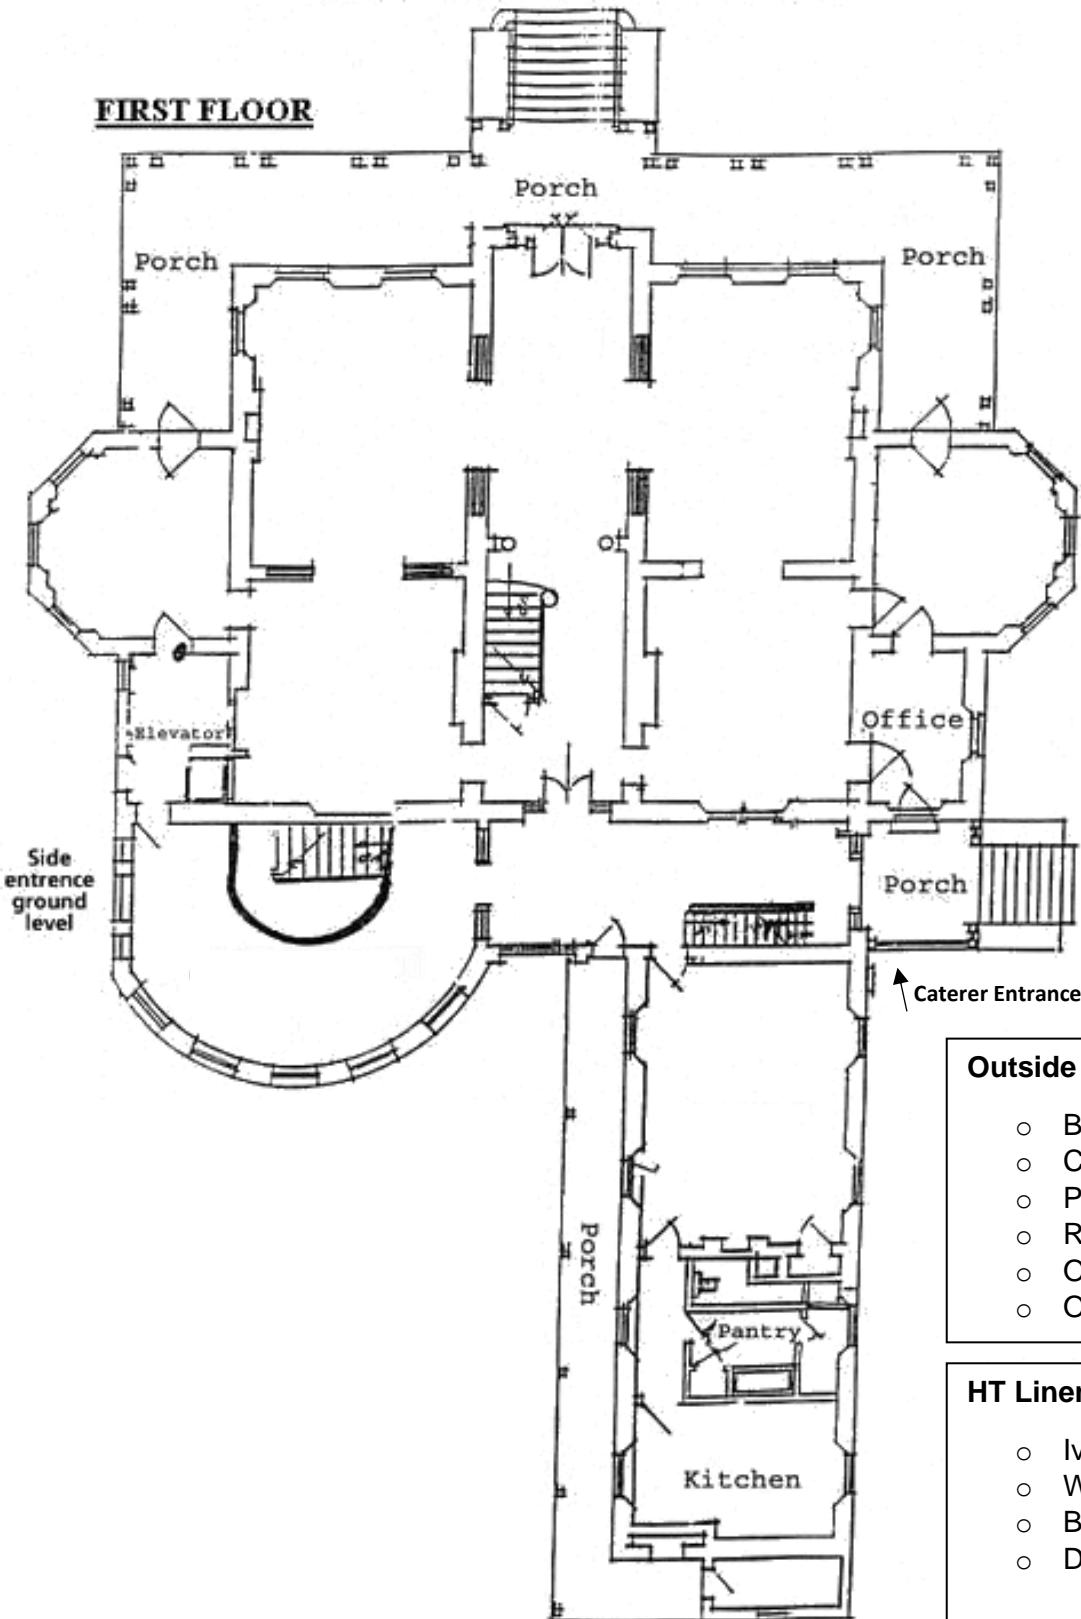 FIRST FLOOR
Porch
Porch
Porch
Elevator
Office
Side
entrence
ground
level
Porch
Caterer Entrance
Porch
Pantry
Kitchen
Outside
B
C
P
R
C
C
HT Liner
Iv
W
B
D